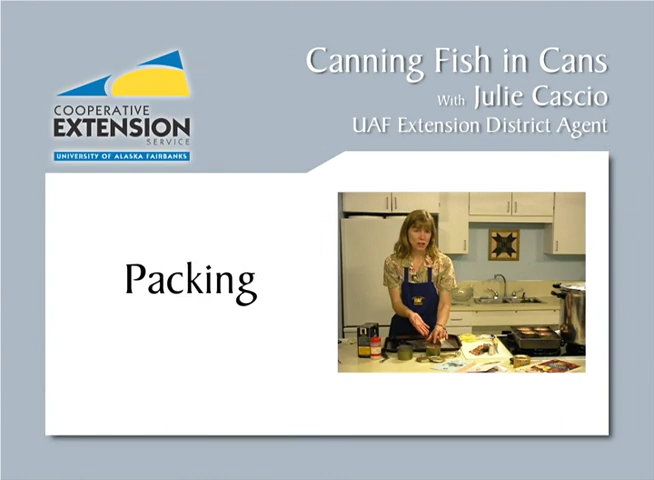 Canning Fish in Cans
With Julie Cascio
UAF Extension District Agent
COOPERATIVE
EXTENSION
SERVICE
UNIVERSITY OF ALASKA FAIRBANKS
Packing